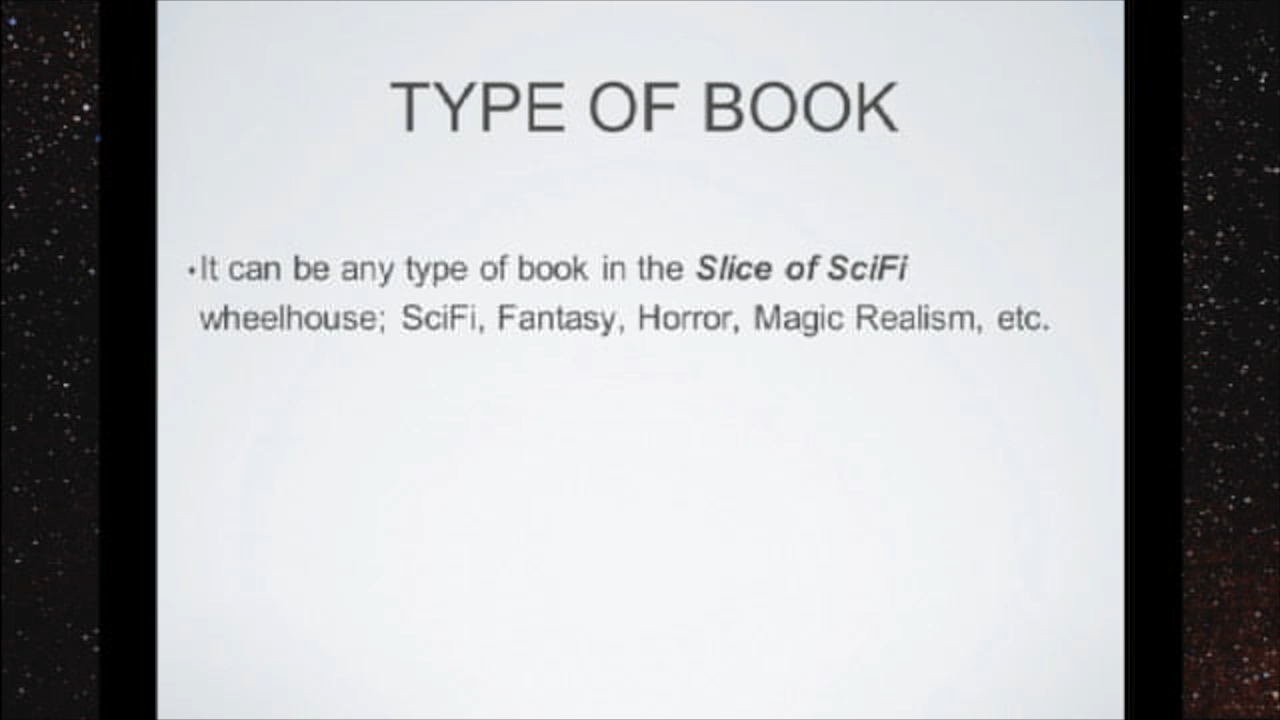 TYPE OF BOOK
•It can be any type of book in the Slice of SciFi
wheelhouse; SciFi, Fantasy, Horror, Magic Realism, etc.